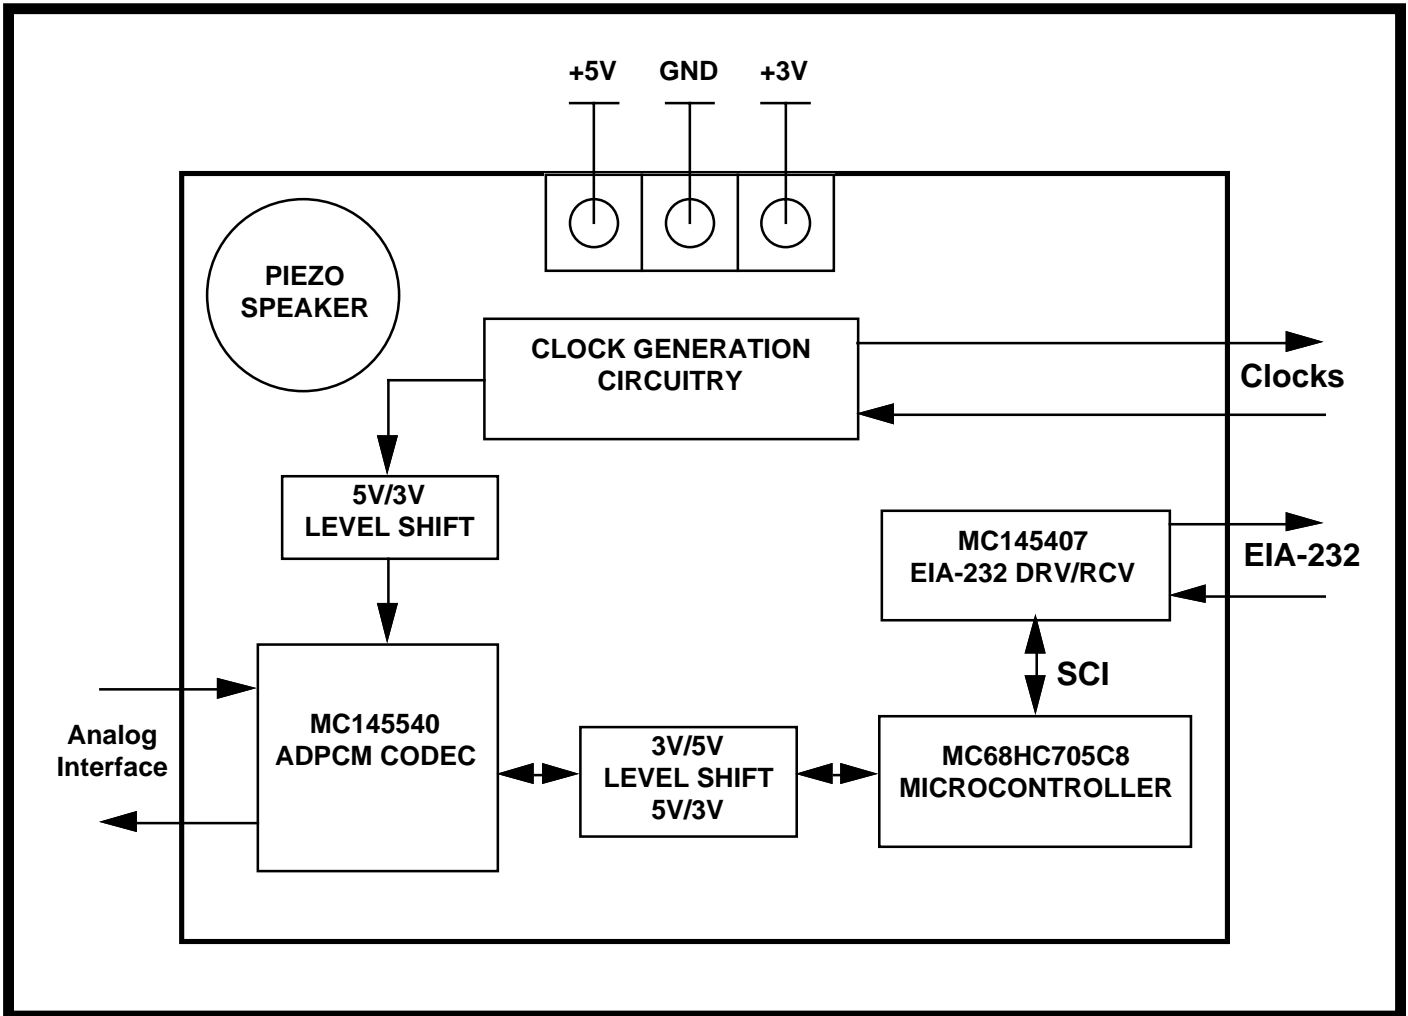 +5V GND +3V
PIEZO
SPEAKER
CLOCK GENERATION
CIRCUITRY
Clocks
5V/3V
LEVEL SHIFT
MC145407
EIA-232 DRV/RCV
EIA-232
SCI
Analog
Interface
MC145540
ADPCM CODEC
3V/5V
LEVEL SHIFT
5V/3V
MC68HC705C8
MICROCONTROLLER